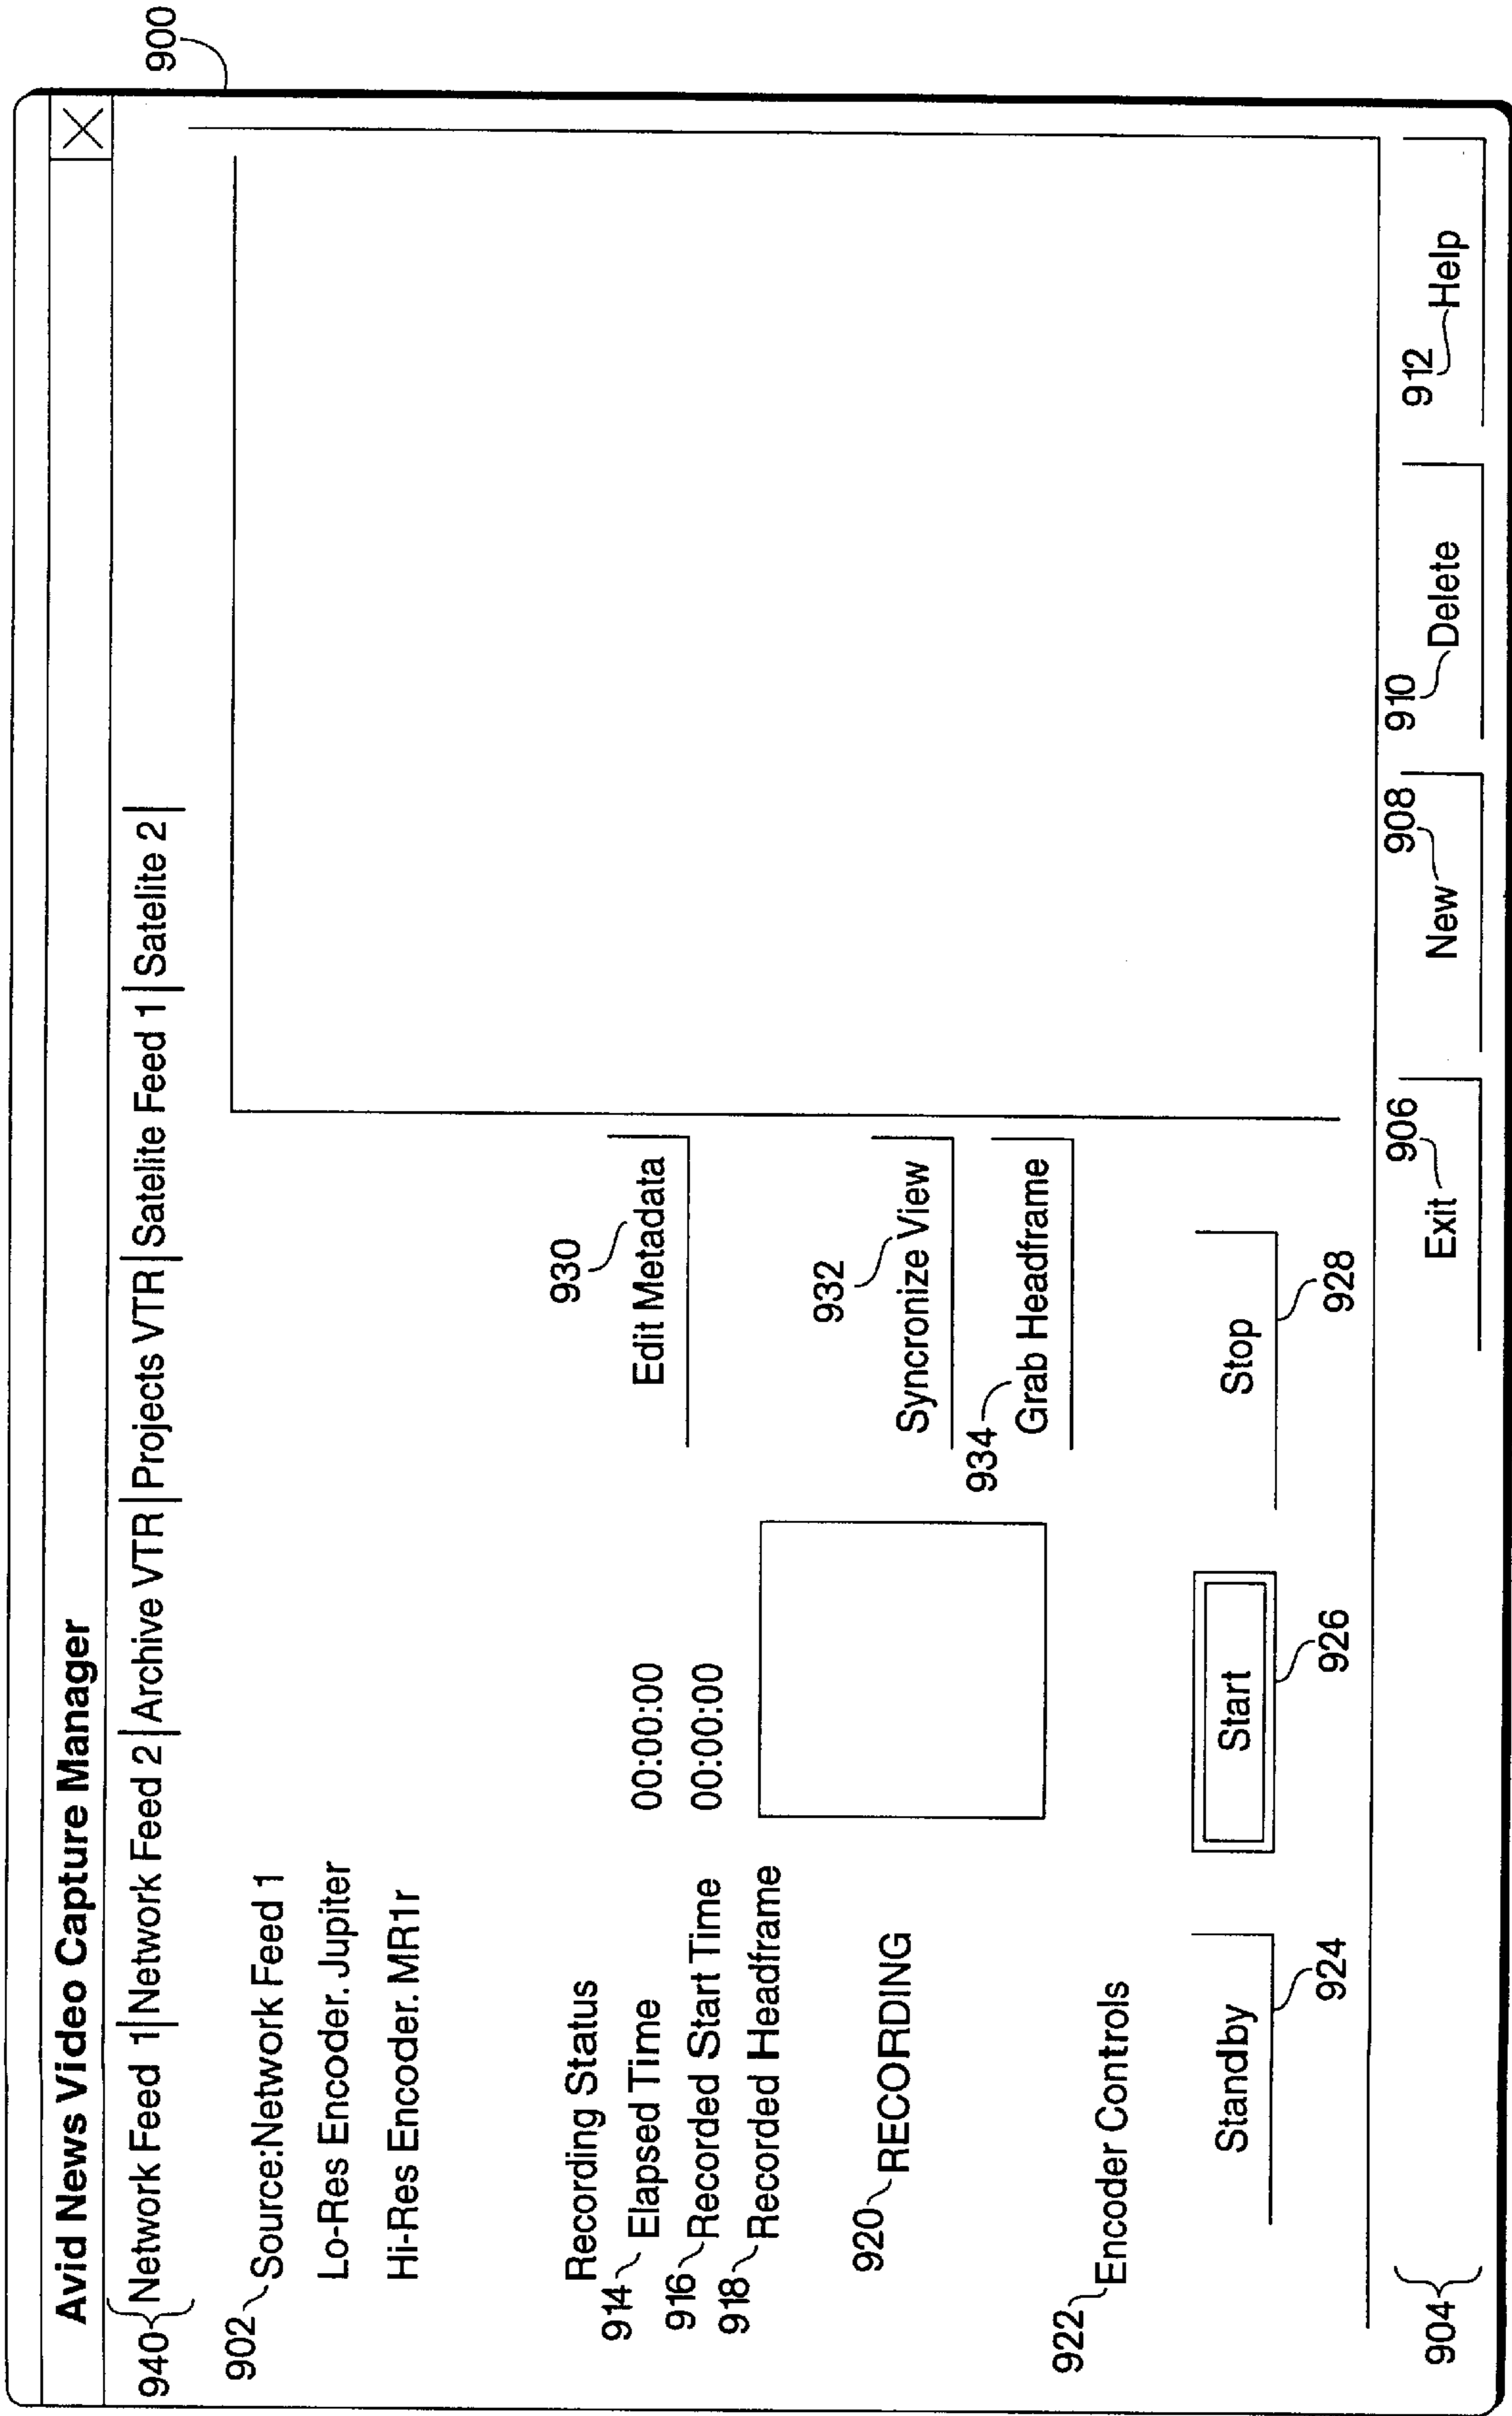 900
Avid News Video Capture Manager
940 Network Feed 1 Network Feed 2 Archive VTR Projects VTR Satelite Feed 1 Satelite 2
902 Source:Network Feed 1
Lo-Res Encoder. Jupiter
Hi-Res Encoder. MR1r
Recording Status
930
914 Elapsed Time 00:00:00 Edit Metadata
916 Recorded Start Time 00:00:00
918 Recorded Headframe
932
920 RECORDING Syncronize View
934 Grab Headframe
922 Encoder Controls
Standby Start Stop
924 926 928
906 908 910 912
904 Exit New Delete Help